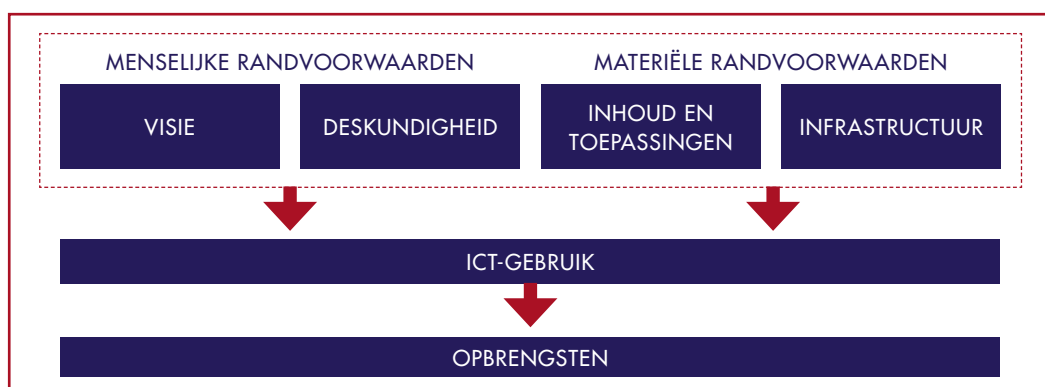 MENSELIJKE RANDVOORWAARDEN
MATERIËLE RANDVOORWAARDEN
VISIE
DESKUNDIGHEID
INHOUD EN
TOEPASSINGEN
INFRASTRUCTUUR
ICT-GEBRUIK
OPBRENGSTEN